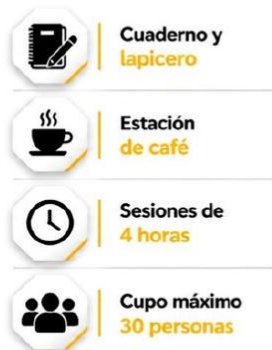 Cuaderno y
lapicero
Estación
de café
Sesiones de
4 horas
Cupo máximo
30 personas